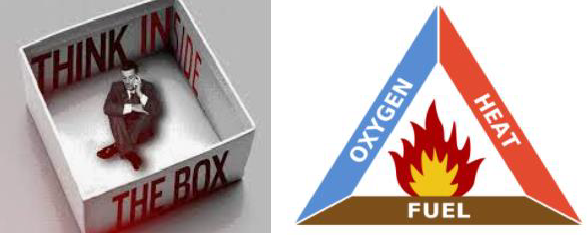 THINK INSIDE
THE BOX
OXYGEN
HEAT
FUEL